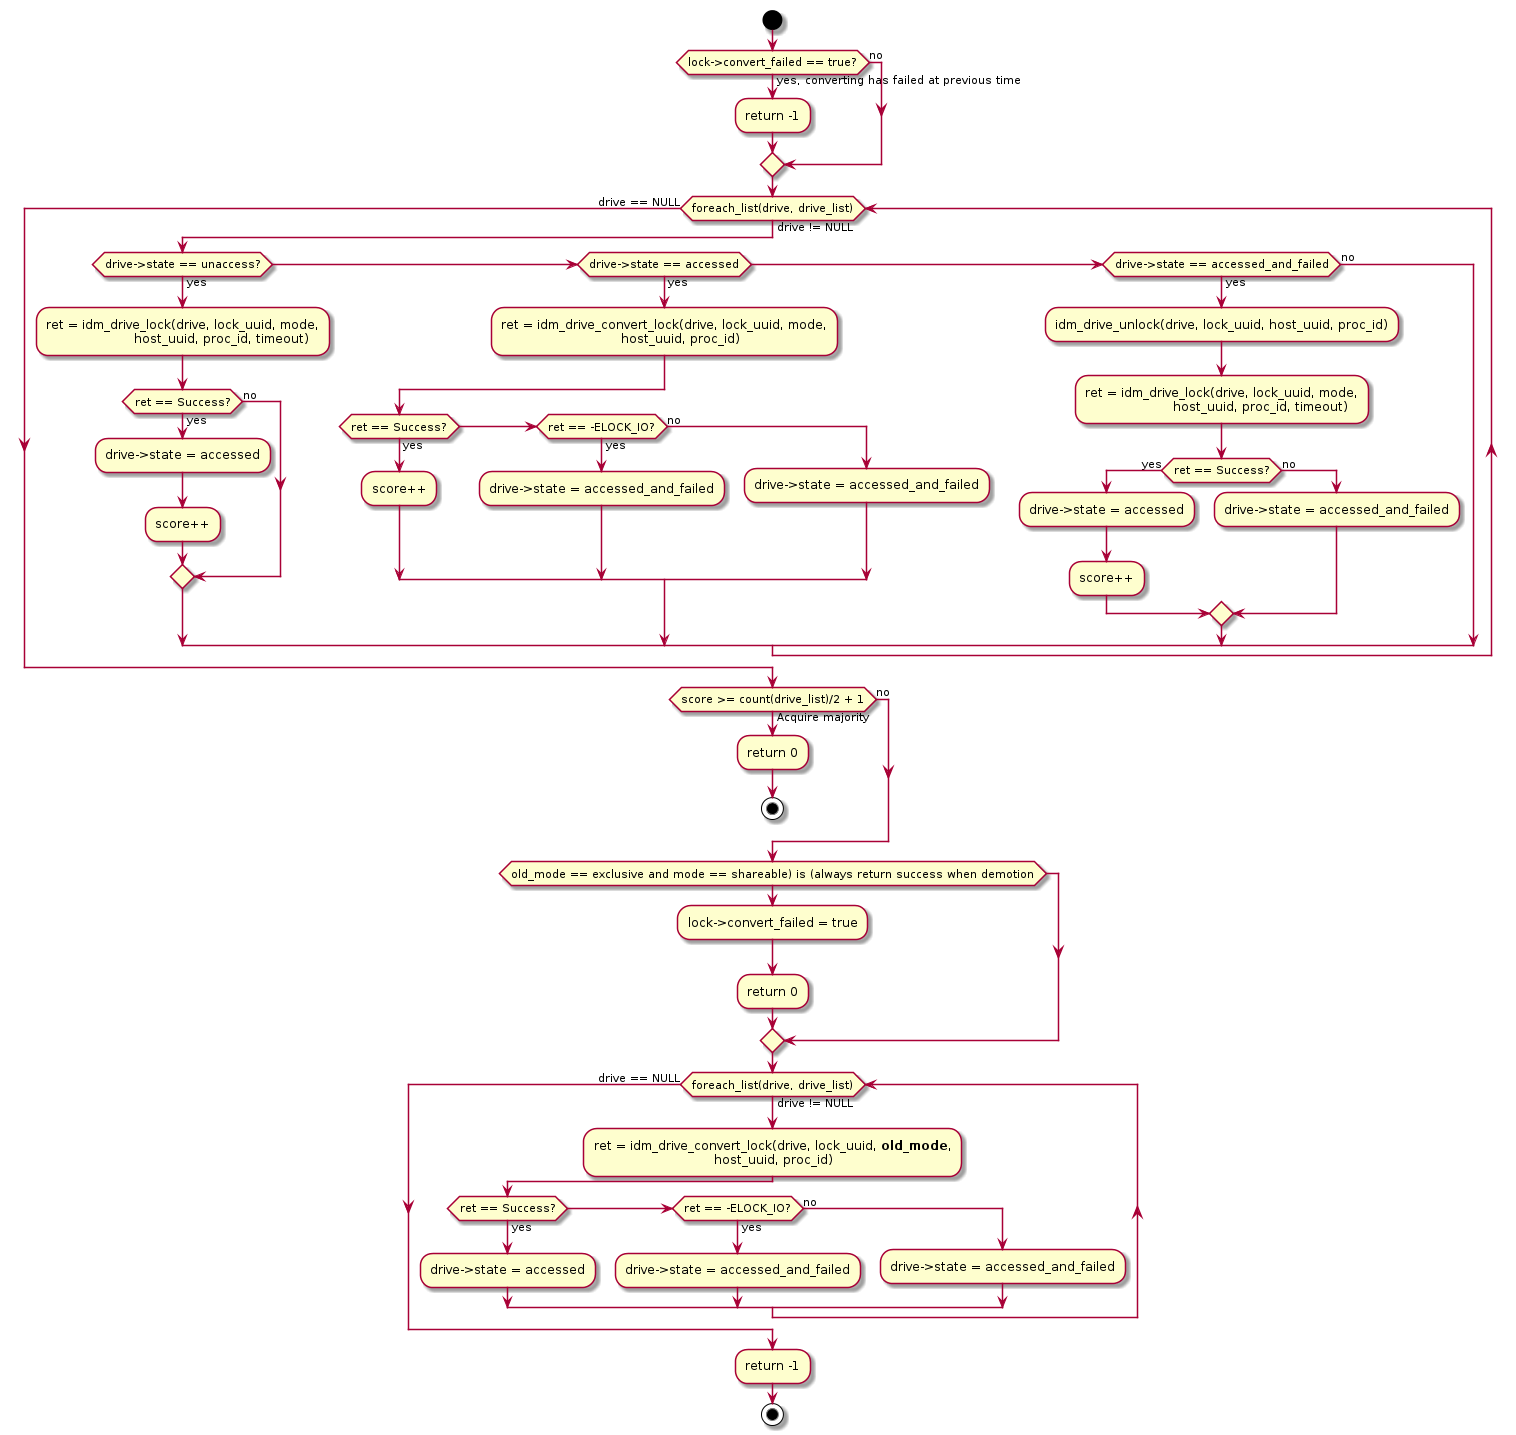 lock->convert_failed == true?
no
yes, converting has failed at previous time
return -1
drive == NULL
foreach_list(drive, drive_list)
drive != NULL
drive->state == unaccess?
yes
ret = idm_drive_lock(drive, lock_uuid, mode,
host_uuid, proc_id, timeout)
ret == Success?
no
yes
drive->state = accessed
score++
drive->state == accessed
yes
ret = idm_drive_convert_lock(drive, lock_uuid, mode,
host_uuid, proc_id)
ret == Success?
yes
score++
ret == -ELOCK_IO?
no
yes
drive->state = accessed_and_failed
drive->state = accessed_and_failed
drive->state == accessed_and_failed
no
yes
idm_drive_unlock(drive, lock_uuid, host_uuid, proc_id)
ret = idm_drive_lock(drive, lock_uuid, mode,
host_uuid, proc_id, timeout)
yes
ret == Success?
no
drive->state = accessed
score++
drive->state = accessed_and_failed
score >= count(drive_list)/2 + 1
no
Acquire majority
return 0
old_mode == exclusive and mode == shareable) is (always return success when demotion
lock->convert_failed = true
return 0
drive == NULL
foreach_list(drive, drive_list)
drive != NULL
ret = idm_drive_convert_lock(drive, lock_uuid, old_mode,
host_uuid, proc_id)
ret == Success?
yes
drive->state = accessed
ret == -ELOCK_IO?
no
yes
drive->state = accessed_and_failed
drive->state = accessed_and_failed
return -1